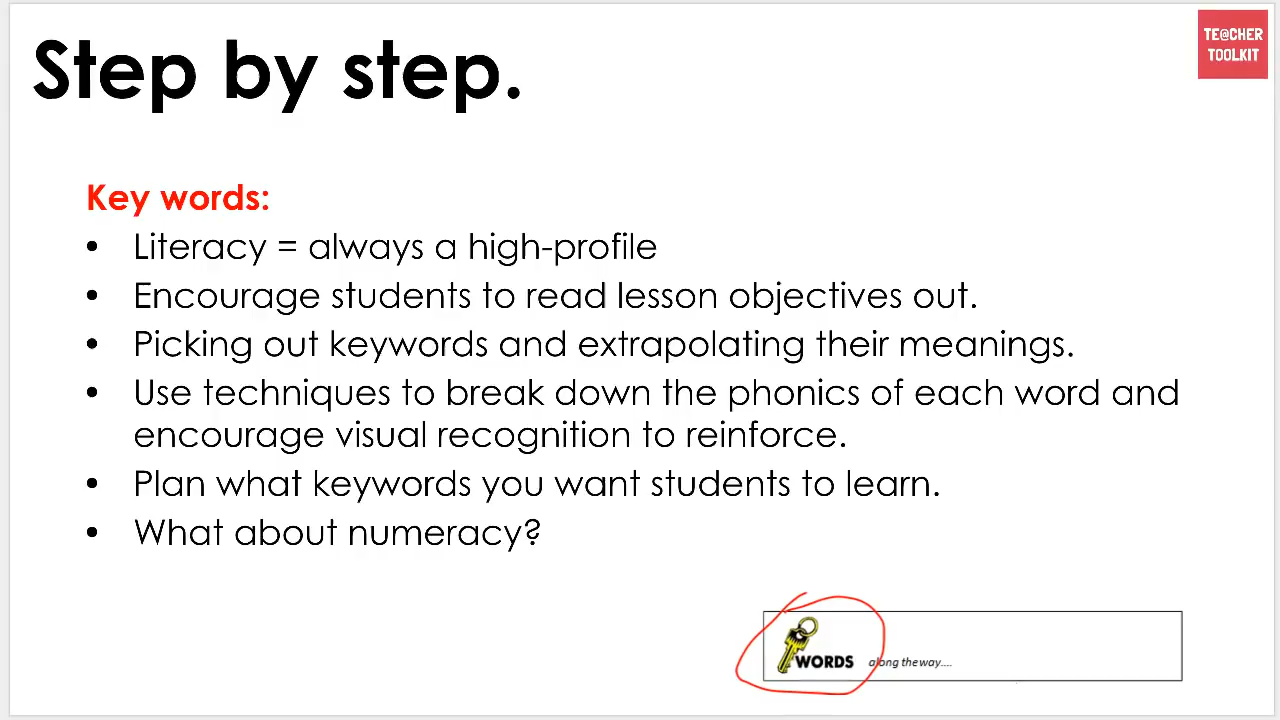 Step by step.
TE@CHER
TOOLKIT
Key words:
• Literacy = always a high-profile
• Encourage students to read lesson objectives out.
• Picking out keywords and extrapolating their meanings.
• Use techniques to break down the phonics of each word and
encourage visual recognition to reinforce.
• Plan what keywords you want students to learn.
• What about numeracy?
WORDS along the way....